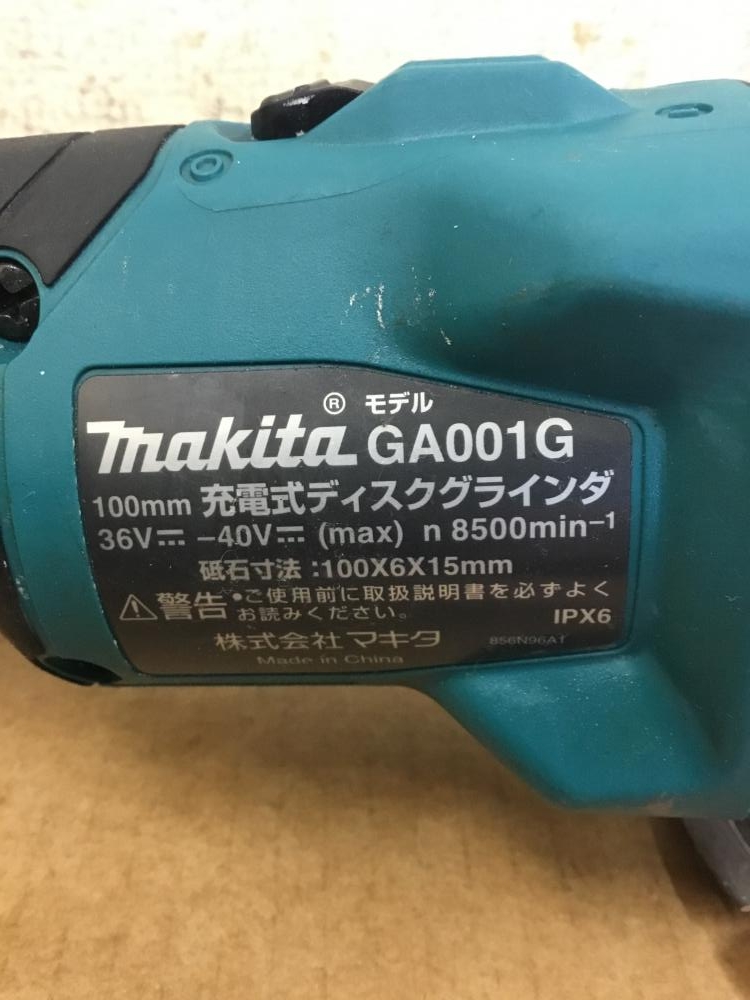 ® モデル
makita GA001G
100mm 充電式ディスクグラインダ
36V⎓ –40V⎓ (max) n 8500min⁻¹
砥石寸法：100X6X15mm
⚠警告 •ご使用前に取扱説明書を必ずよく
お読みください。 IPX6
株式会社マキタ 856N96A1
Made in China